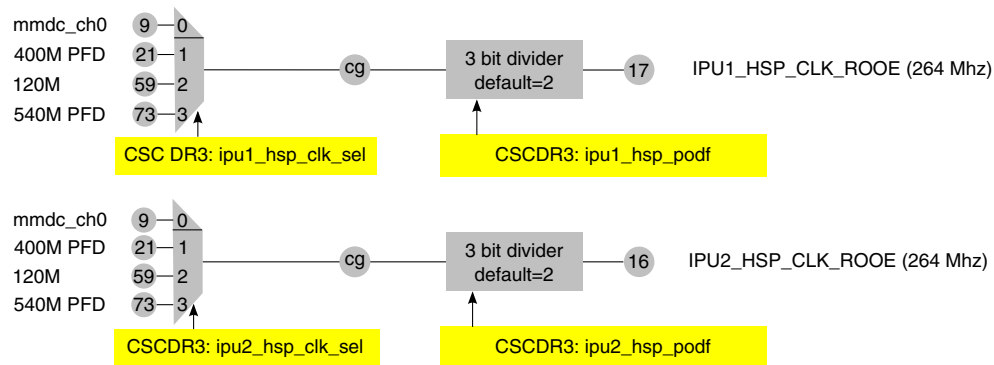 mmdc_ch0 9 0
400M PFD 21 1
120M 59 2
540M PFD 73 3
cg
3 bit divider
default=2
17
IPU1_HSP_CLK_ROOE (264 Mhz)
CSC DR3: ipu1_hsp_clk_sel
CSCDR3: ipu1_hsp_podf
mmdc_ch0 9 0
400M PFD 21 1
120M 59 2
540M PFD 73 3
cg
3 bit divider
default=2
16
IPU2_HSP_CLK_ROOE (264 Mhz)
CSCDR3: ipu2_hsp_clk_sel
CSCDR3: ipu2_hsp_podf